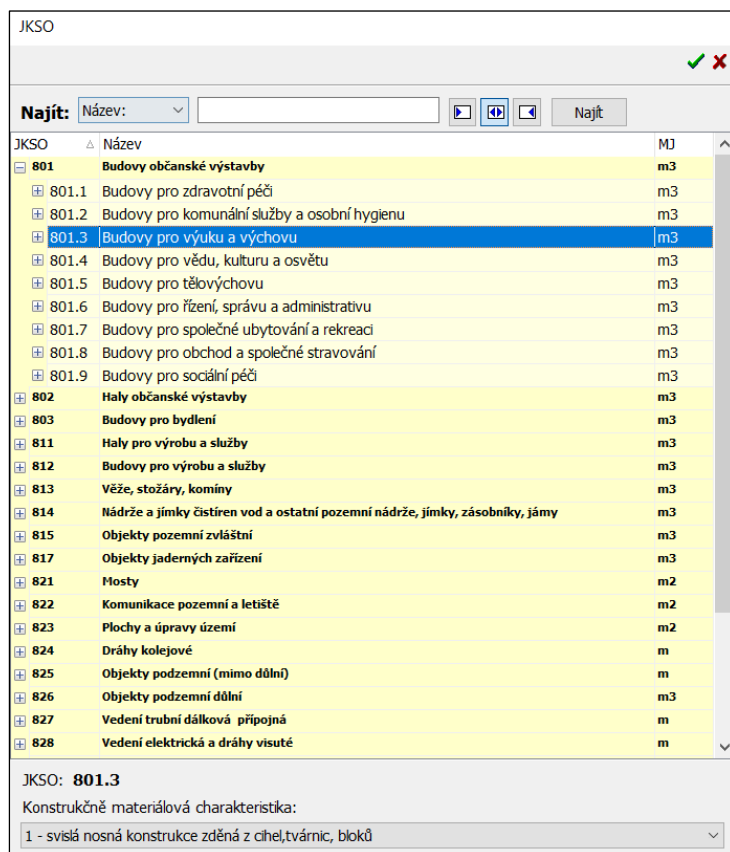 JKSO
Najít: Název: Najít
JKSO Název MJ
801 Budovy občanské výstavby m3
801.1 Budovy pro zdravotní péči m3
801.2 Budovy pro komunální služby a osobní hygienu m3
801.3 Budovy pro výuku a výchovu m3
801.4 Budovy pro vědu, kulturu a osvětu m3
801.5 Budovy pro tělovýchovu m3
801.6 Budovy pro řízení, správu a administrativu m3
801.7 Budovy pro společné ubytování a rekreaci m3
801.8 Budovy pro obchod a společné stravování m3
801.9 Budovy pro sociální péči m3
802 Haly občanské výstavby m3
803 Budovy pro bydlení m3
811 Haly pro výrobu a služby m3
812 Budovy pro výrobu a služby m3
813 Věže, stožáry, komíny m3
814 Nádrže a jímky čistíren vod a ostatní pozemní nádrže, jímky, zásobníky, jámy m3
815 Objekty pozemní zvláštní m3
817 Objekty jaderných zařízení m3
821 Mosty m2
822 Komunikace pozemní a letiště m2
823 Plochy a úpravy území m2
824 Dráhy kolejové m
825 Objekty podzemní (mimo důlní) m
826 Objekty podzemní důlní m3
827 Vedení trubní dálková přípojná m
828 Vedení elektrická a dráhy visuté m
JKSO: 801.3
Konstrukčně materiálová charakteristika:
1 - svislá nosná konstrukce zděná z cihel,tvárnic, bloků